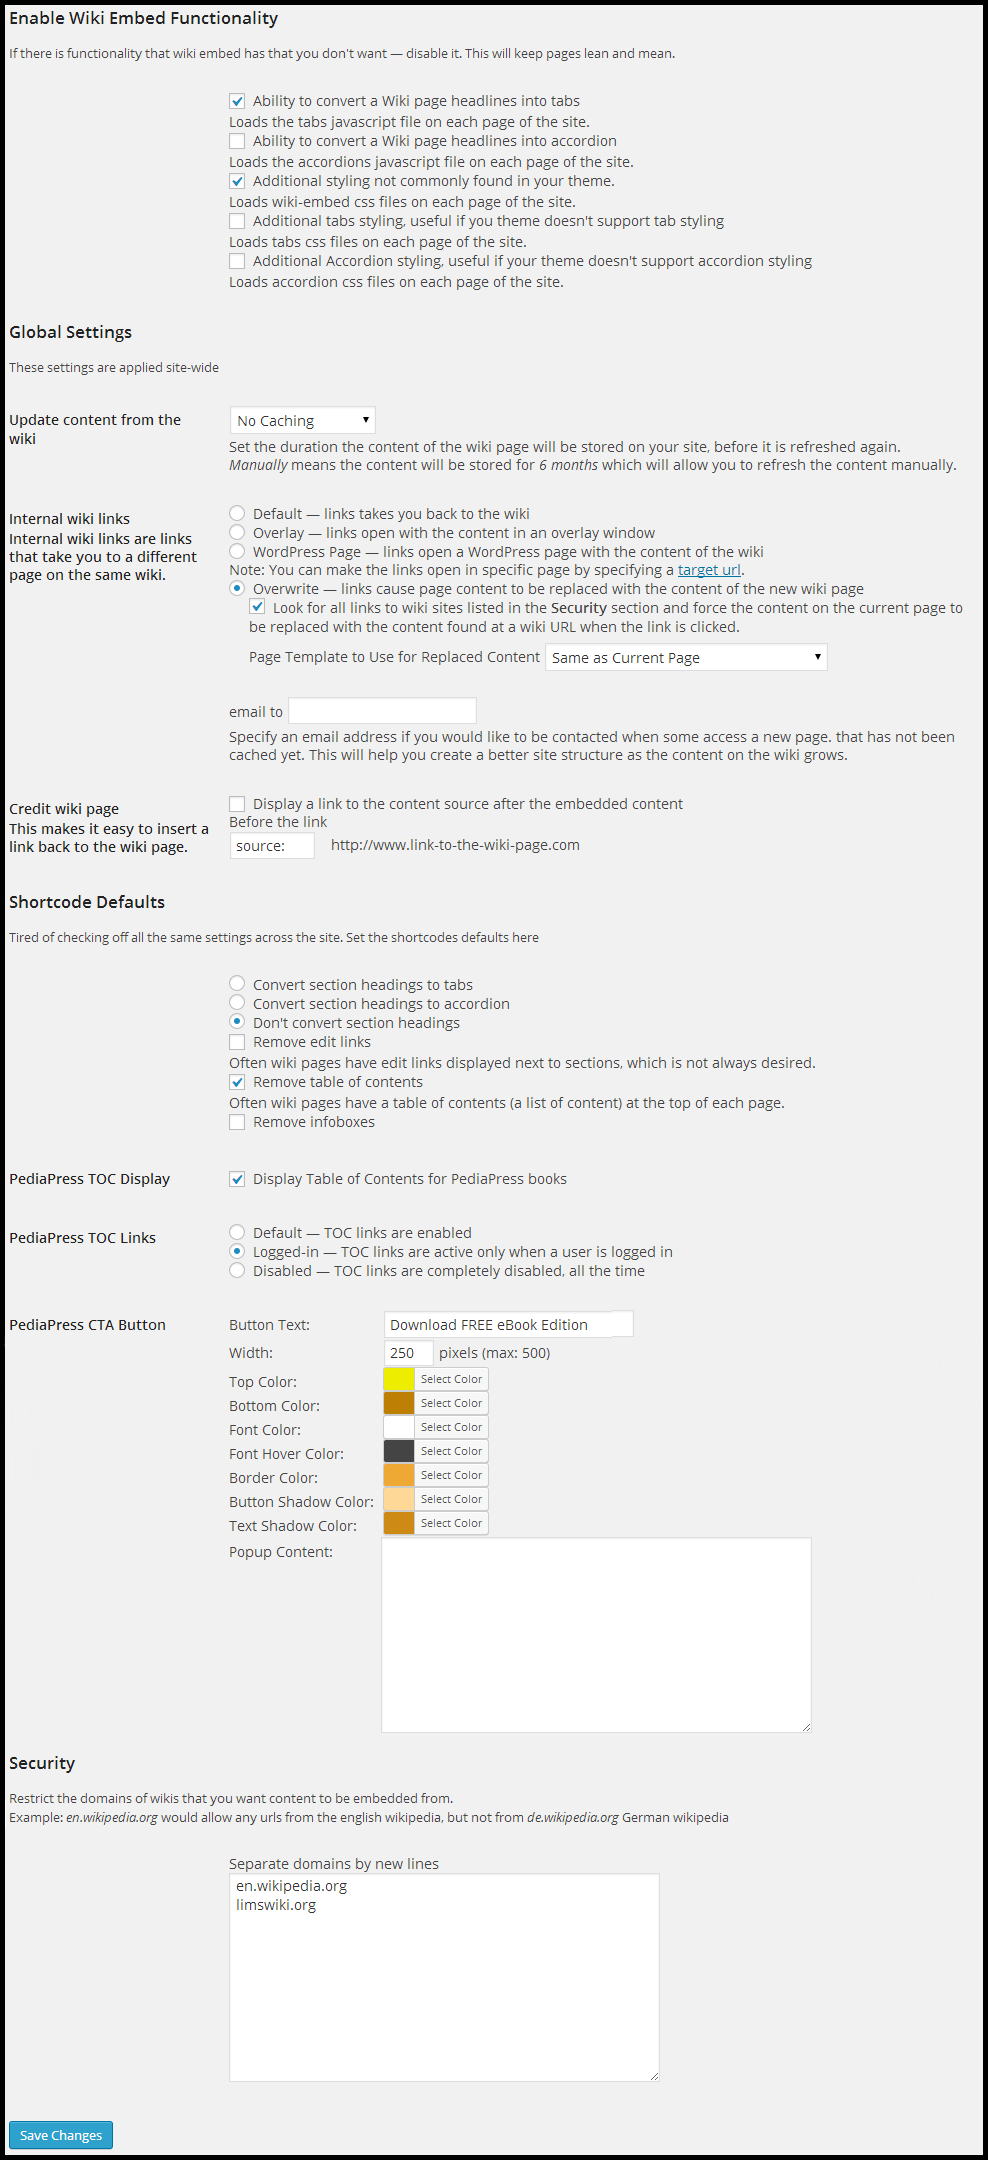 Enable Wiki Embed Functionality
If there is functionality that wiki embed has that you don't want — disable it. This will keep pages lean and mean.
Ability to convert a Wiki page headlines into tabs
Loads the tabs javascript file on each page of the site.
Ability to convert a Wiki page headlines into accordion
Loads the accordions javascript file on each page of the site.
Additional styling not commonly found in your theme.
Loads wiki-embed css files on each page of the site.
Additional tabs styling, useful if you theme doesn't support tab styling
Loads tabs css files on each page of the site.
Additional Accordion styling, useful if your theme doesn't support accordion styling
Loads accordion css files on each page of the site.
Global Settings
These settings are applied site-wide
Update content from the
wiki
No Caching
Set the duration the content of the wiki page will be stored on your site, before it is refreshed again.
Manually means the content will be stored for 6 months which will allow you to refresh the content manually.
Internal wiki links
Internal wiki links are links
that take you to a different
page on the same wiki.
Default — links takes you back to the wiki
Overlay — links open with the content in an overlay window
WordPress Page — links open a WordPress page with the content of the wiki
Note: You can make the links open in specific page by specifying a target url.
Overwrite — links cause page content to be replaced with the content of the new wiki page
Look for all links to wiki sites listed in the Security section and force the content on the current page to
be replaced with the content found at a wiki URL when the link is clicked.
Page Template to Use for Replaced Content Same as Current Page
email to
Specify an email address if you would like to be contacted when some access a new page. that has not been
cached yet. This will help you create a better site structure as the content on the wiki grows.
Credit wiki page
This makes it easy to insert a
link back to the wiki page.
Display a link to the content source after the embedded content
Before the link
source: http://www.link-to-the-wiki-page.com
Shortcode Defaults
Tired of checking off all the same settings across the site. Set the shortcodes defaults here
Convert section headings to tabs
Convert section headings to accordion
Don't convert section headings
Remove edit links
Often wiki pages have edit links displayed next to sections, which is not always desired.
Remove table of contents
Often wiki pages have a table of contents (a list of content) at the top of each page.
Remove infoboxes
PediaPress TOC Display
Display Table of Contents for PediaPress books
PediaPress TOC Links
Default — TOC links are enabled
Logged-in — TOC links are active only when a user is logged in
Disabled — TOC links are completely disabled, all the time
PediaPress CTA Button
Button Text: Download FREE eBook Edition
Width: 250 pixels (max: 500)
Top Color: Select Color
Bottom Color: Select Color
Font Color: Select Color
Font Hover Color: Select Color
Border Color: Select Color
Button Shadow Color: Select Color
Text Shadow Color: Select Color
Popup Content:
Security
Restrict the domains of wikis that you want content to be embedded from.
Example: en.wikipedia.org would allow any urls from the english wikipedia, but not from de.wikipedia.org German wikipedia
Separate domains by new lines
en.wikipedia.org
limswiki.org
Save Changes